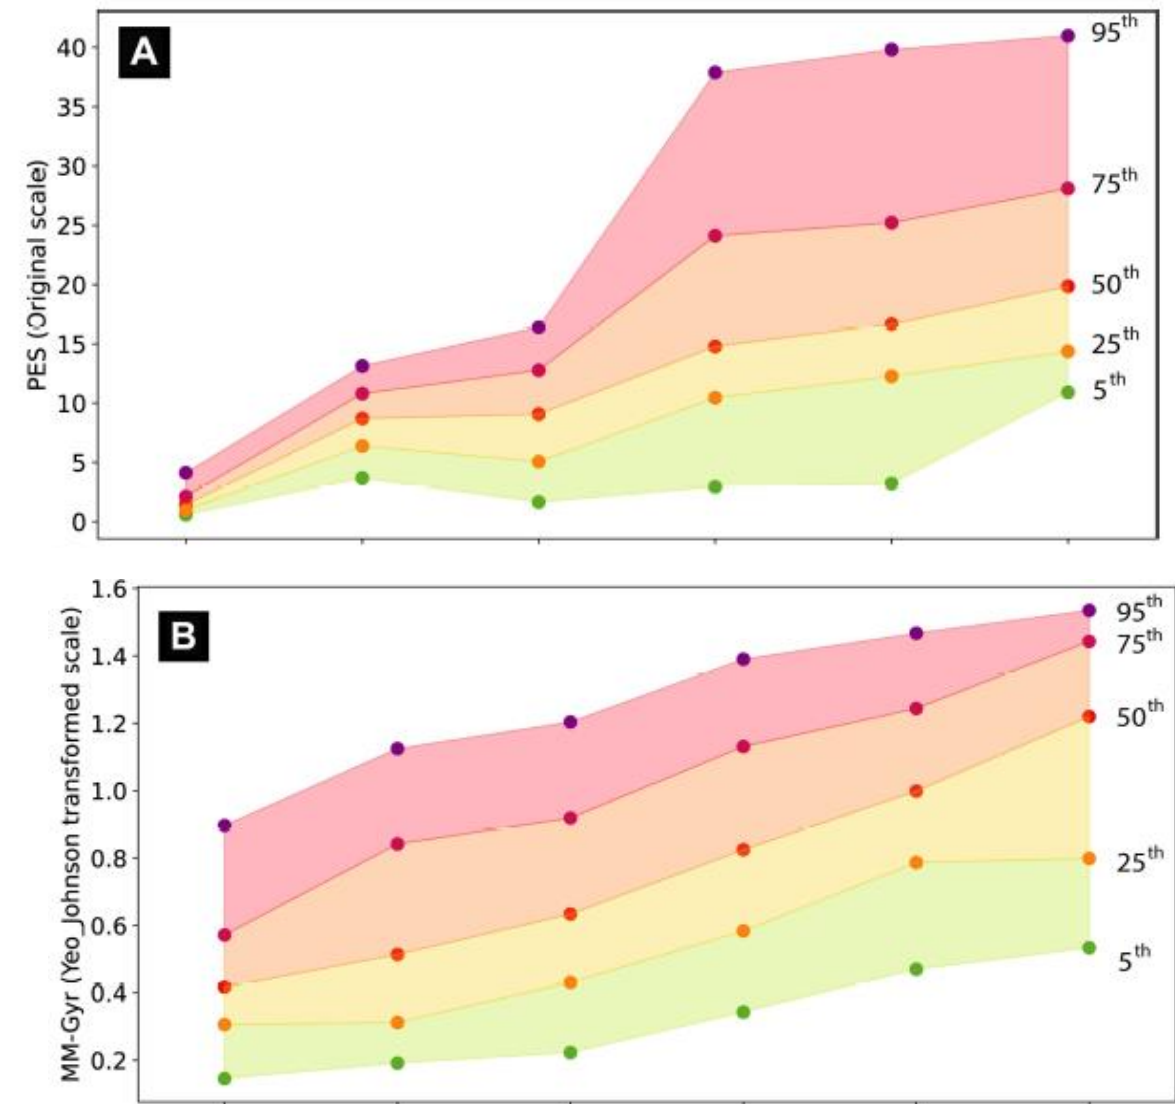 A
PES (Original scale)
40
35
30
25
20
15
10
5
0
95th
75th
50th
25th
5th
B
MM-Gyr (Yeo_Johnson transformed scale)
1.6
1.4
1.2
1.0
0.8
0.6
0.4
0.2
95th
75th
50th
25th
5th